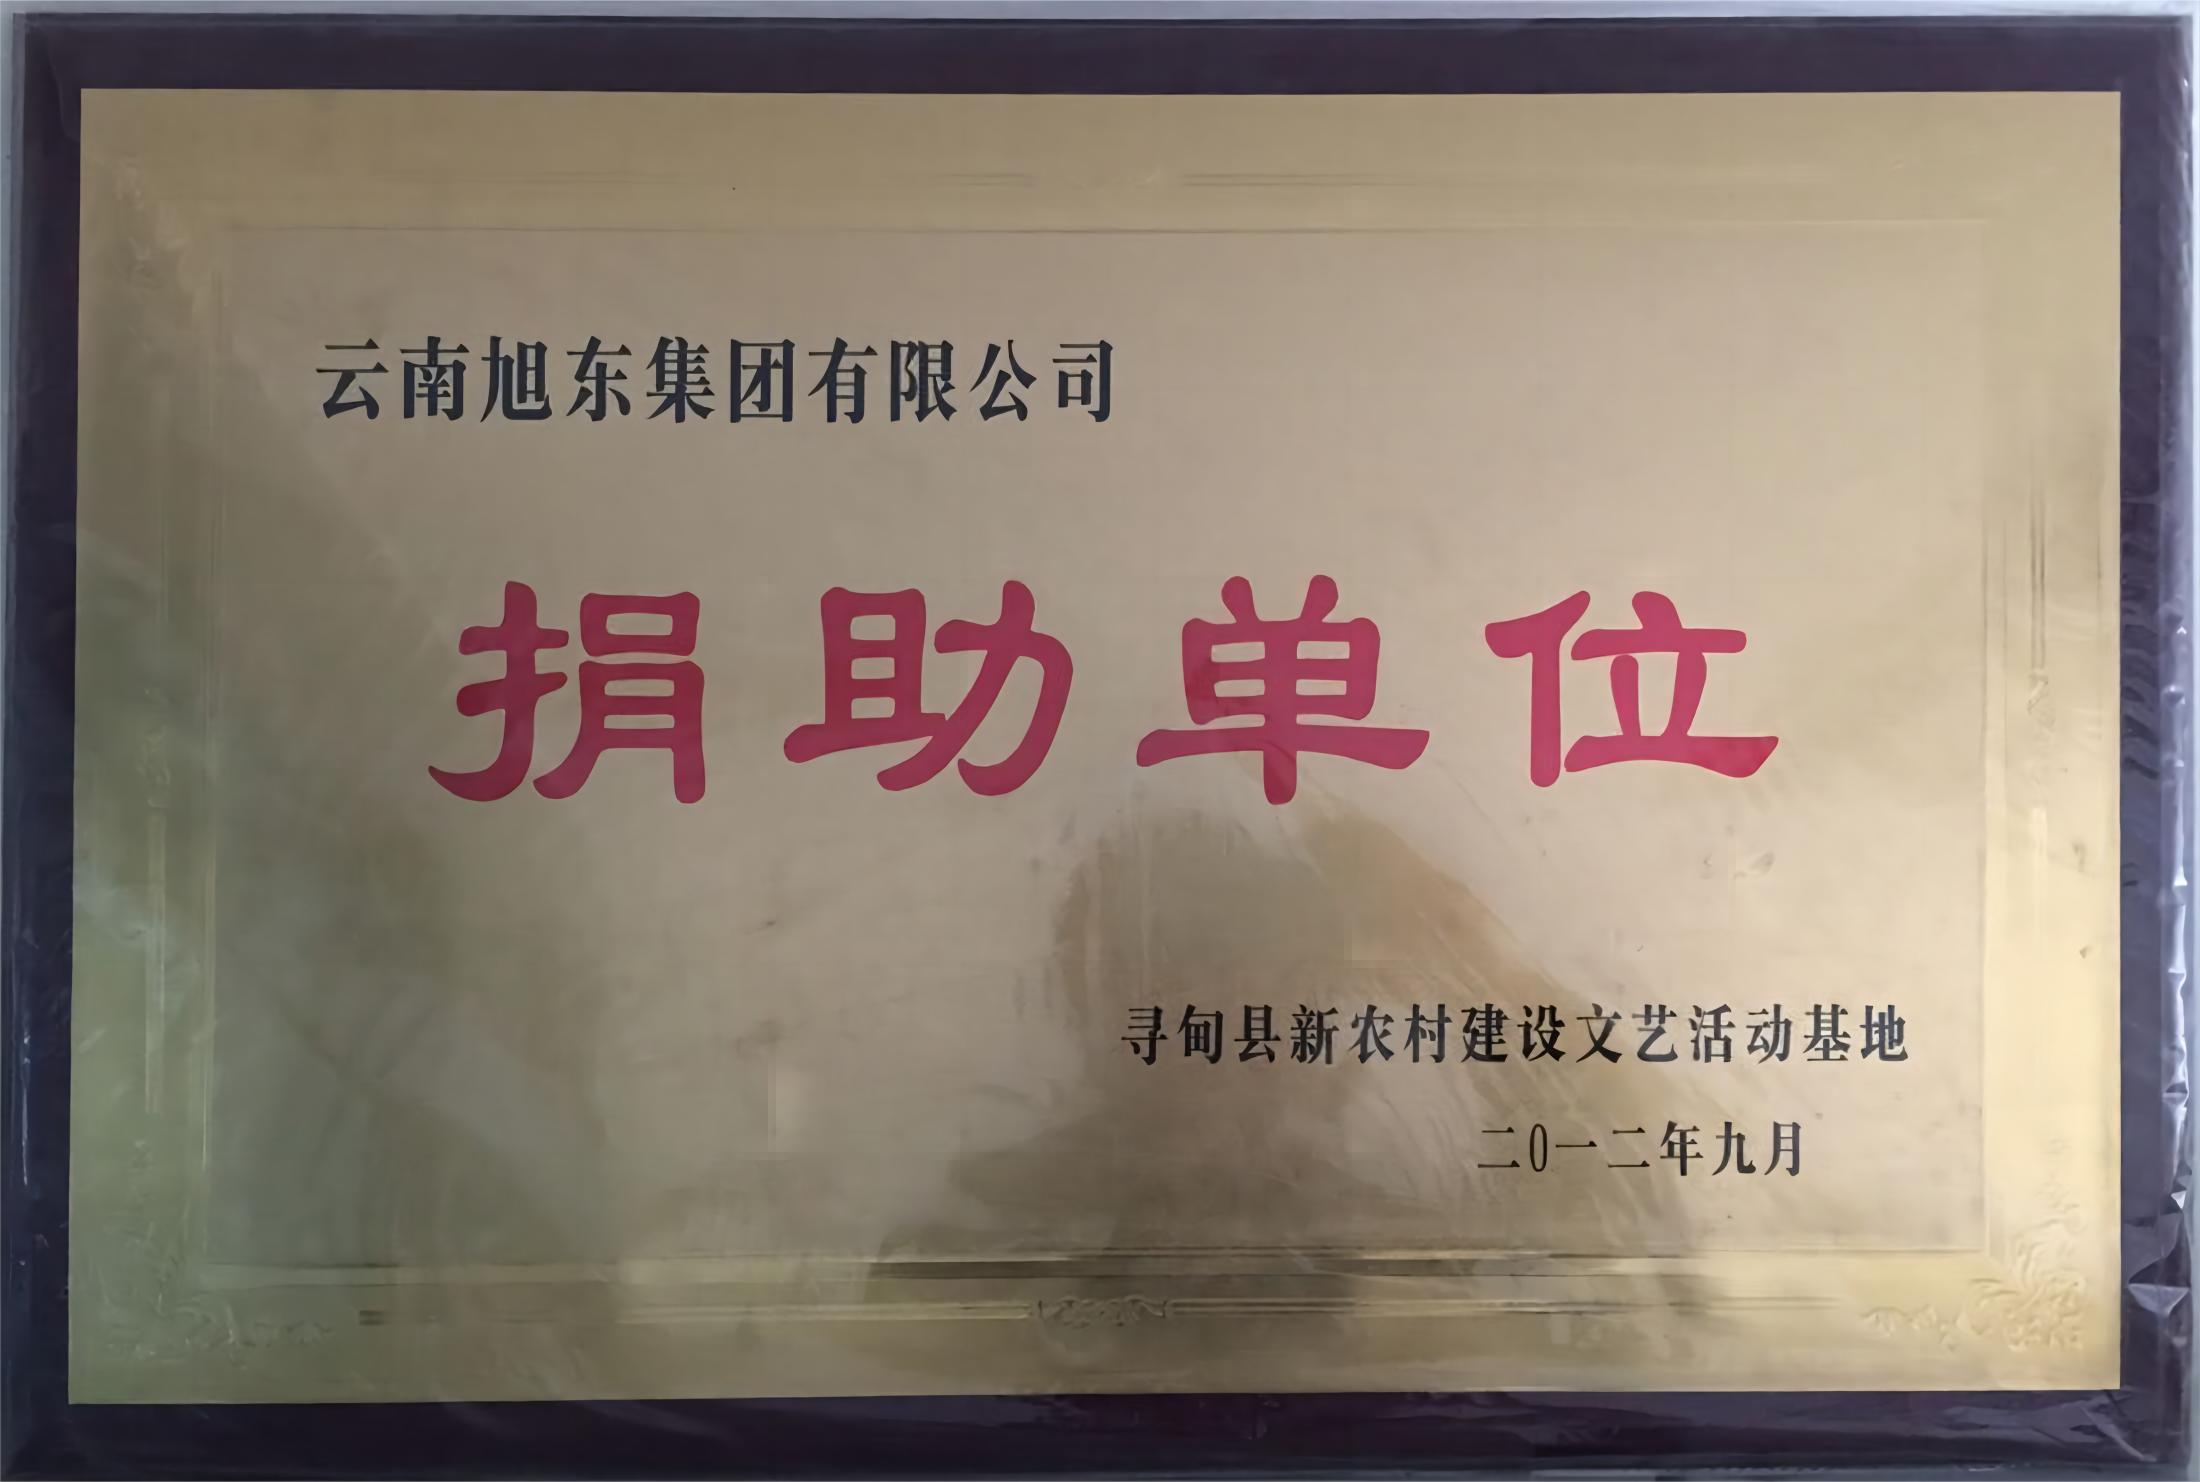 云南旭东集团有限公司
捐助单位
寻甸县新农村建设文艺活动基地
二0一二年九月